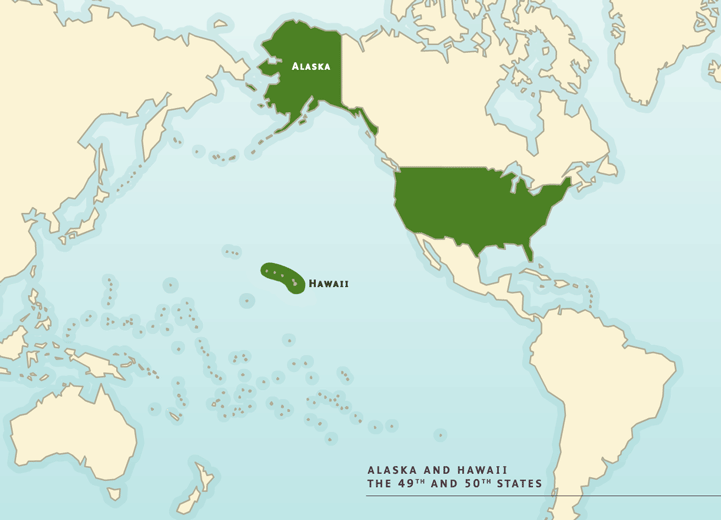 ALASKA
HAWAII
ALASKA AND HAWAII
THE 49TH AND 50TH STATES